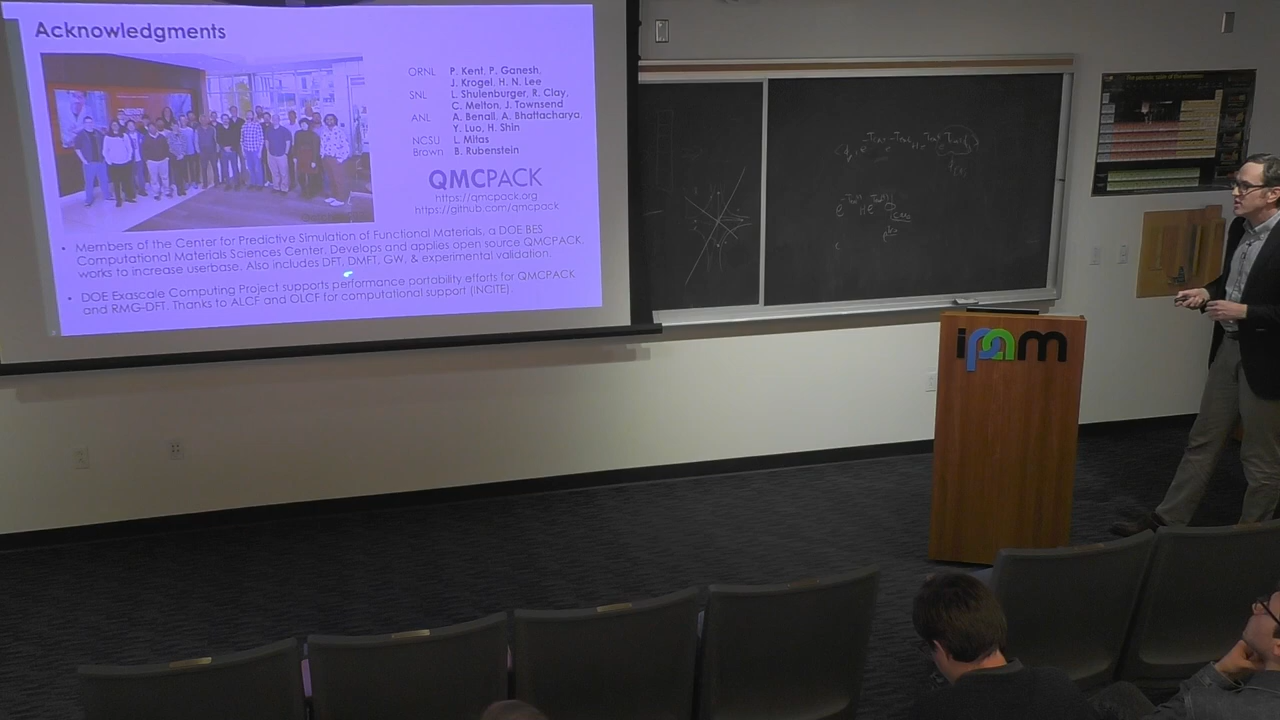 Acknowledgments
ORNL P. Kent, P. Ganesh,
J. Krogel, H. N. Lee
SNL L. Shulenburger, R. Clay,
C. Melton, J. Townsend
ANL A. Benali, A. Bhattacharya,
Y. Luo, H. Shin
NCSU L. Mitas
Brown B. Rubenstein
QMCPACK
https://qmcpack.org
https://github.com/qmcpack
• Members of the Center for Predictive Simulation of Functional Materials, a DOE BES
Computational Materials Sciences Center. Develops and applies open source QMCPACK,
works to increase userbase. Also includes DFT, DMFT, GW, & experimental validation.
• DOE Exascale Computing Project supports performance portability efforts for QMCPACK
and RMG-DFT. Thanks to ALCF and OLCF for computational support (INCITE).
ipam